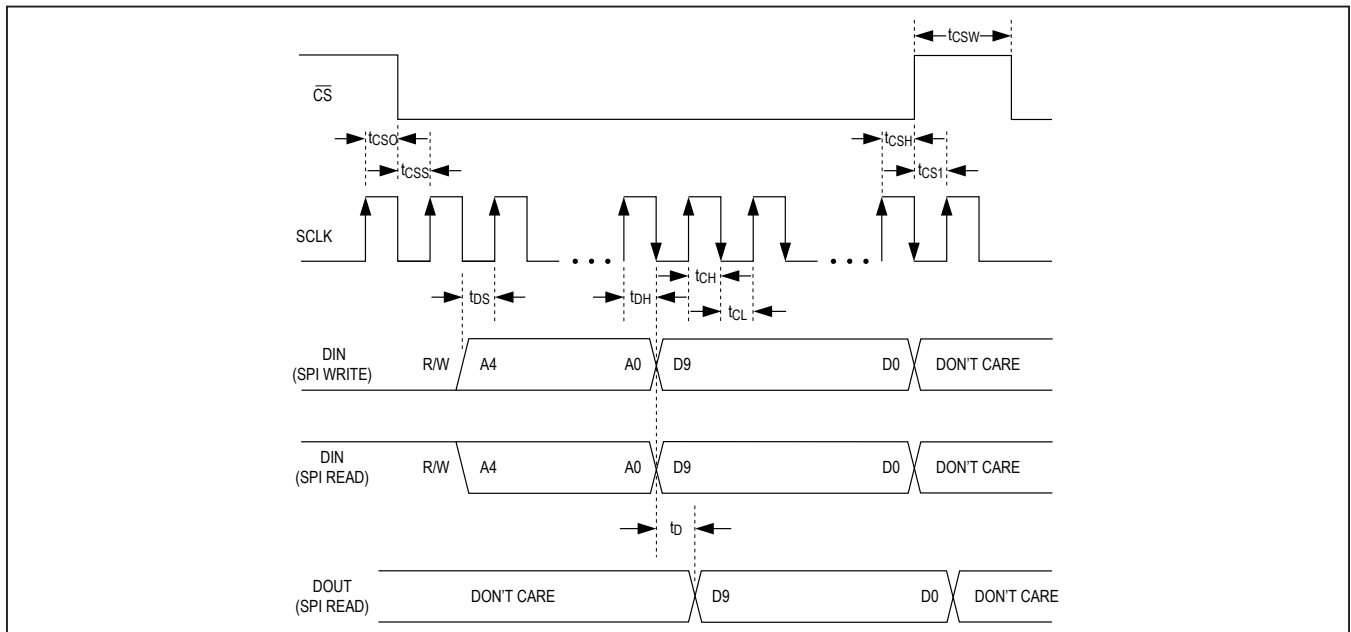 tCSW
CS
tCSO
tCSH
tCSS
tCS1
SCLK
tCH
tDS
tDH
tCL
DIN
(SPI WRITE)
R/W
A4
A0
D9
D0
DON'T CARE
DIN
(SPI READ)
R/W
A4
A0
D9
D0
DON'T CARE
tD
DOUT
(SPI READ)
DON'T CARE
D9
D0
DON'T CARE